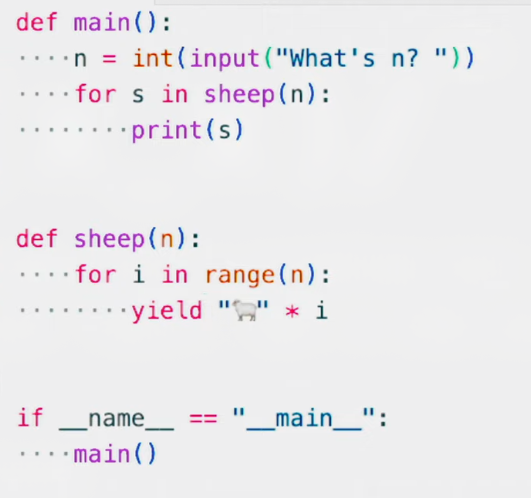 def main():
    n = int(input("What's n? "))
    for s in sheep(n):
        print(s)
def sheep(n):
    for i in range(n):
        yield "🐑" * i
if __name__ == "__main__":
    main()